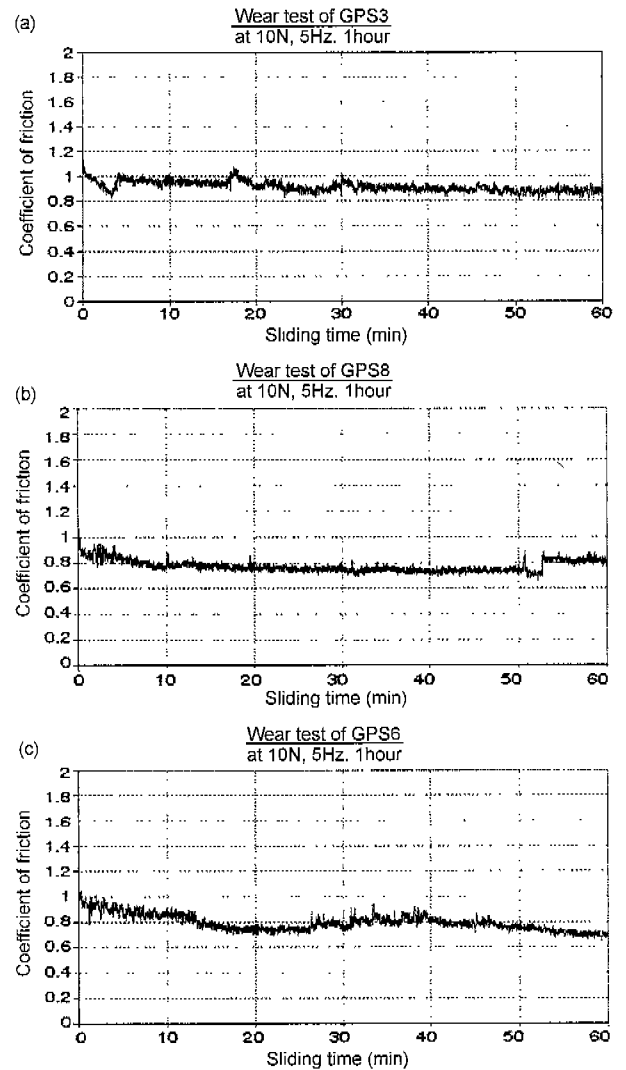 (a)
Wear test of GPS3
at 10N, 5Hz. 1hour
Coefficient of friction
2
1.8
1.6
1.4
1.2
1
0.8
0.6
0.4
0.2
0
0 10 20 30 40 50 60
Sliding time (min)
(b)
Wear test of GPS8
at 10N, 5Hz. 1hour
Coefficient of friction
2
1.8
1.6
1.4
1.2
1
0.8
0.6
0.4
0.2
0
0 10 20 30 40 50 60
Sliding time (min)
(c)
Wear test of GPS6
at 10N, 5Hz. 1hour
Coefficient of friction
2
1.8
1.6
1.4
1.2
1
0.8
0.6
0.4
0.2
0
0 10 20 30 40 50 60
Sliding time (min)